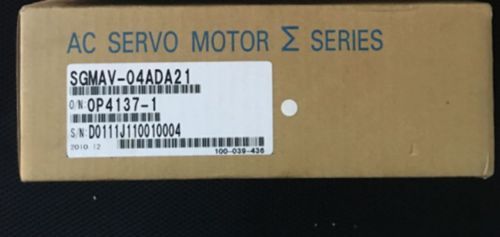 AC SERVO MOTOR Σ SERIES
SGMAV-04ADA21
O/N: OP4137-1
S/N: D0111J110010004
2010.12
100-039-436